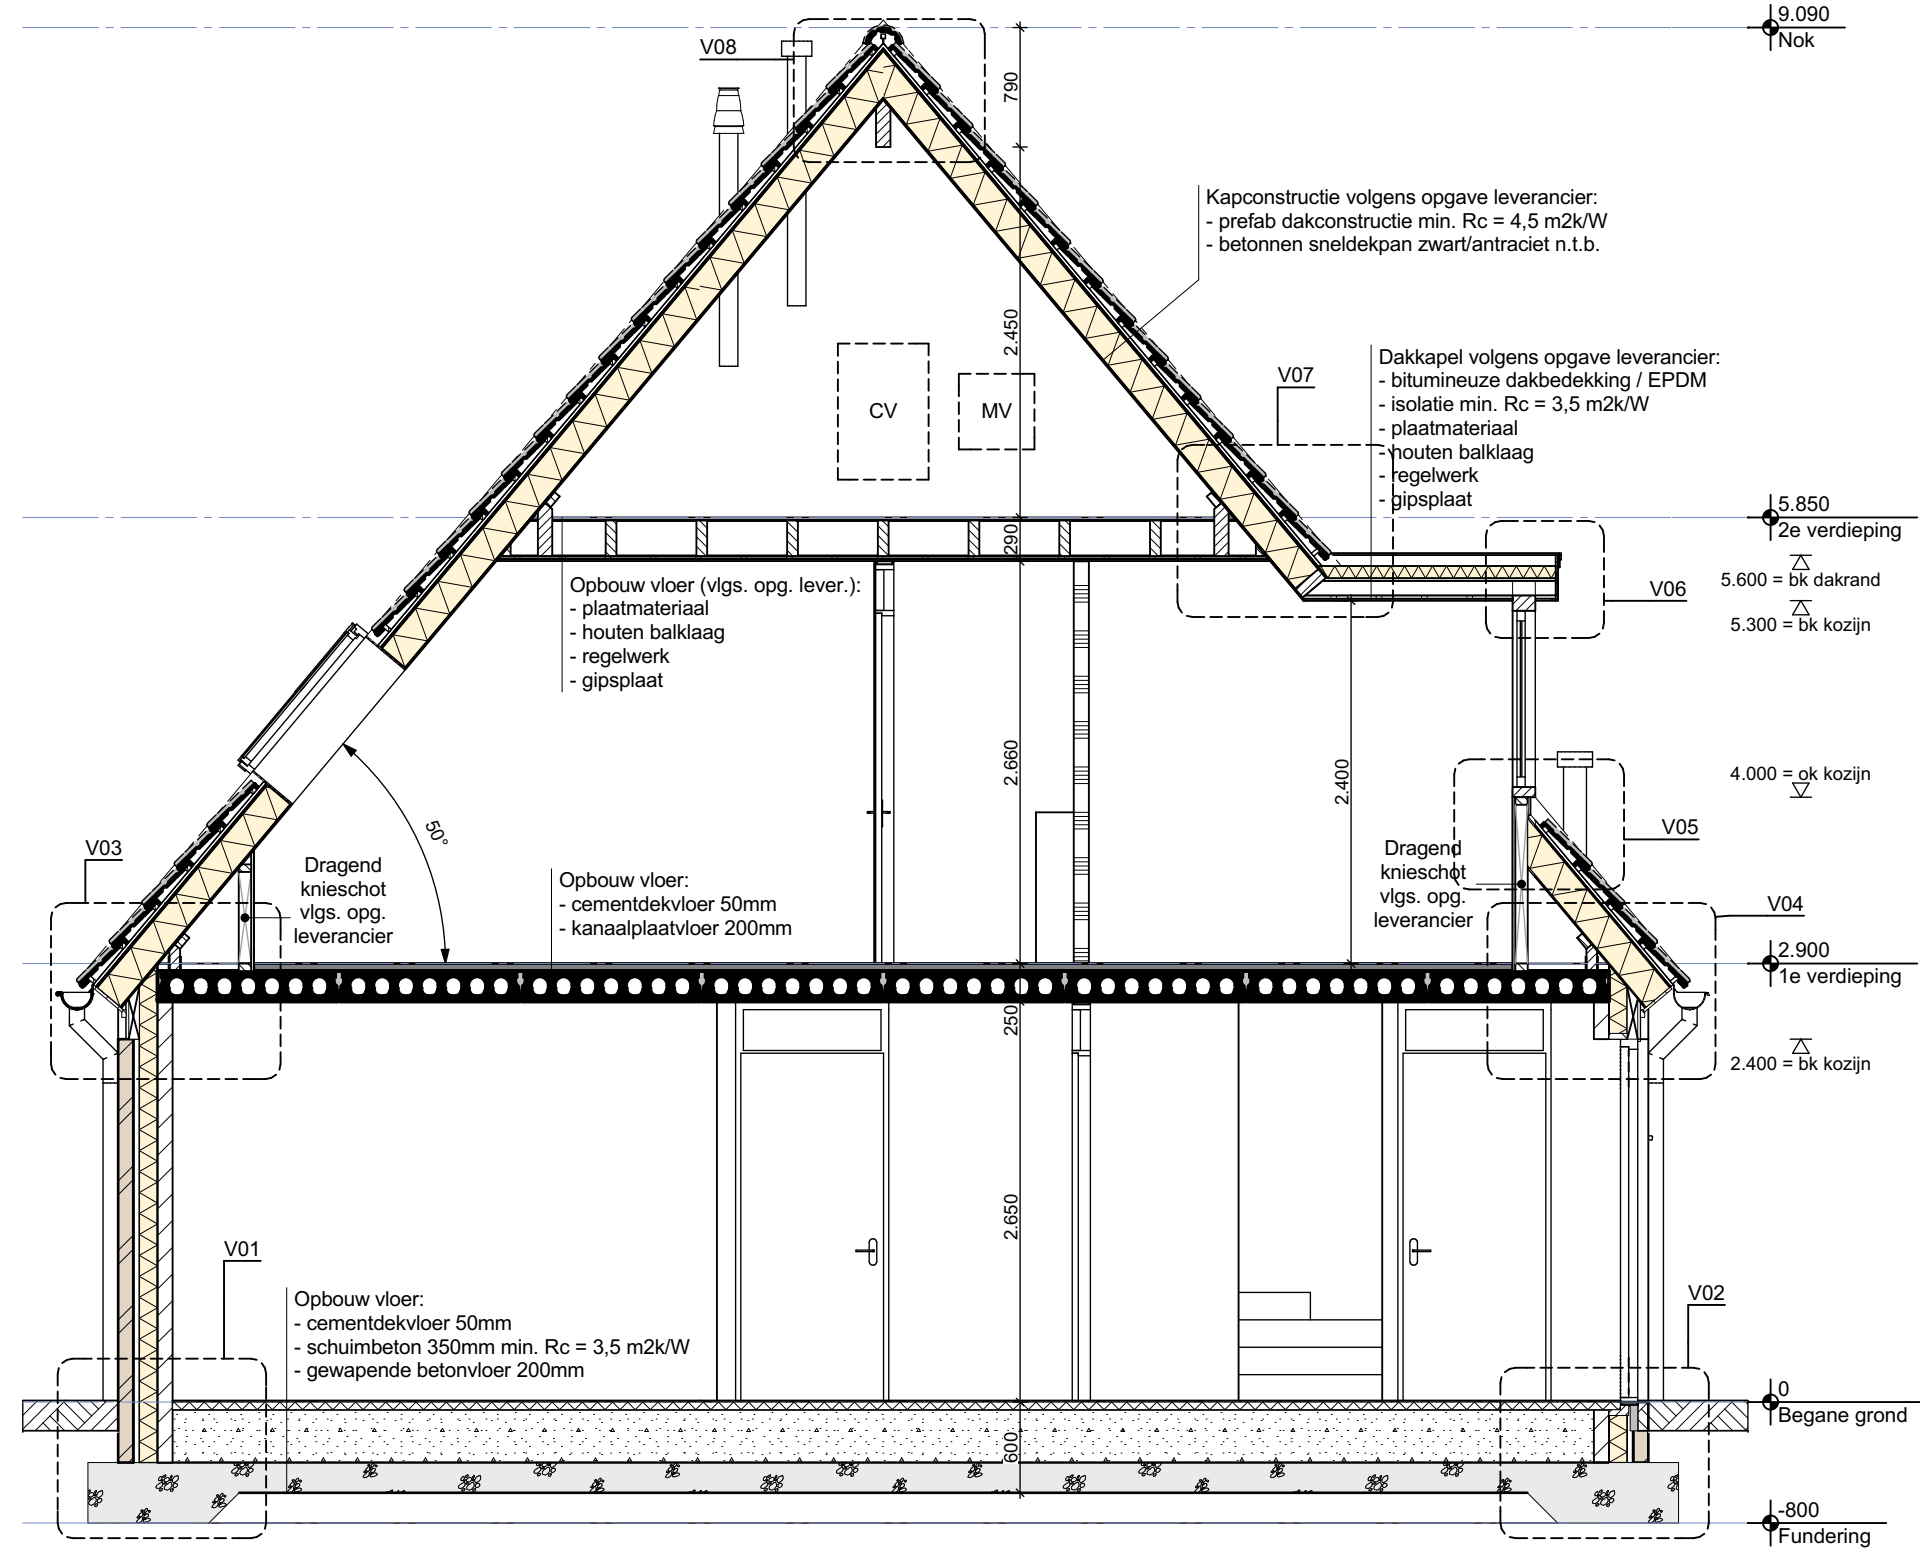 9.090
Nok
V08
790
Kapconstructie volgens opgave leverancier:
- prefab dakconstructie min. Rc = 4,5 m2k/W
- betonnen sneldekpan zwart/antraciet n.t.b.
2.450
V07
Dakkapel volgens opgave leverancier:
- bitumineuze dakbedekking / EPDM
- isolatie min. Rc = 3,5 m2k/W
- plaatmateriaal
- houten balklaag
- regelwerk
- gipsplaat
CV
MV
5.850
2e verdieping
290
5.600 = bk dakrand
V06
5.300 = bk kozijn
Opbouw vloer (vlgs. opg. lever.):
- plaatmateriaal
- houten balklaag
- regelwerk
- gipsplaat
2.660
2.400
4.000 = ok kozijn
50°
V05
V03
Dragend
knieschot
vlgs. opg.
leverancier
Opbouw vloer:
- cementdekvloer 50mm
- kanaalplaatvloer 200mm
Dragend
knieschot
vlgs. opg.
leverancier
V04
2.900
1e verdieping
250
2.400 = bk kozijn
2.650
V01
Opbouw vloer:
- cementdekvloer 50mm
- schuimbeton 350mm min. Rc = 3,5 m2k/W
- gewapende betonvloer 200mm
V02
0
Begane grond
600
-800
Fundering